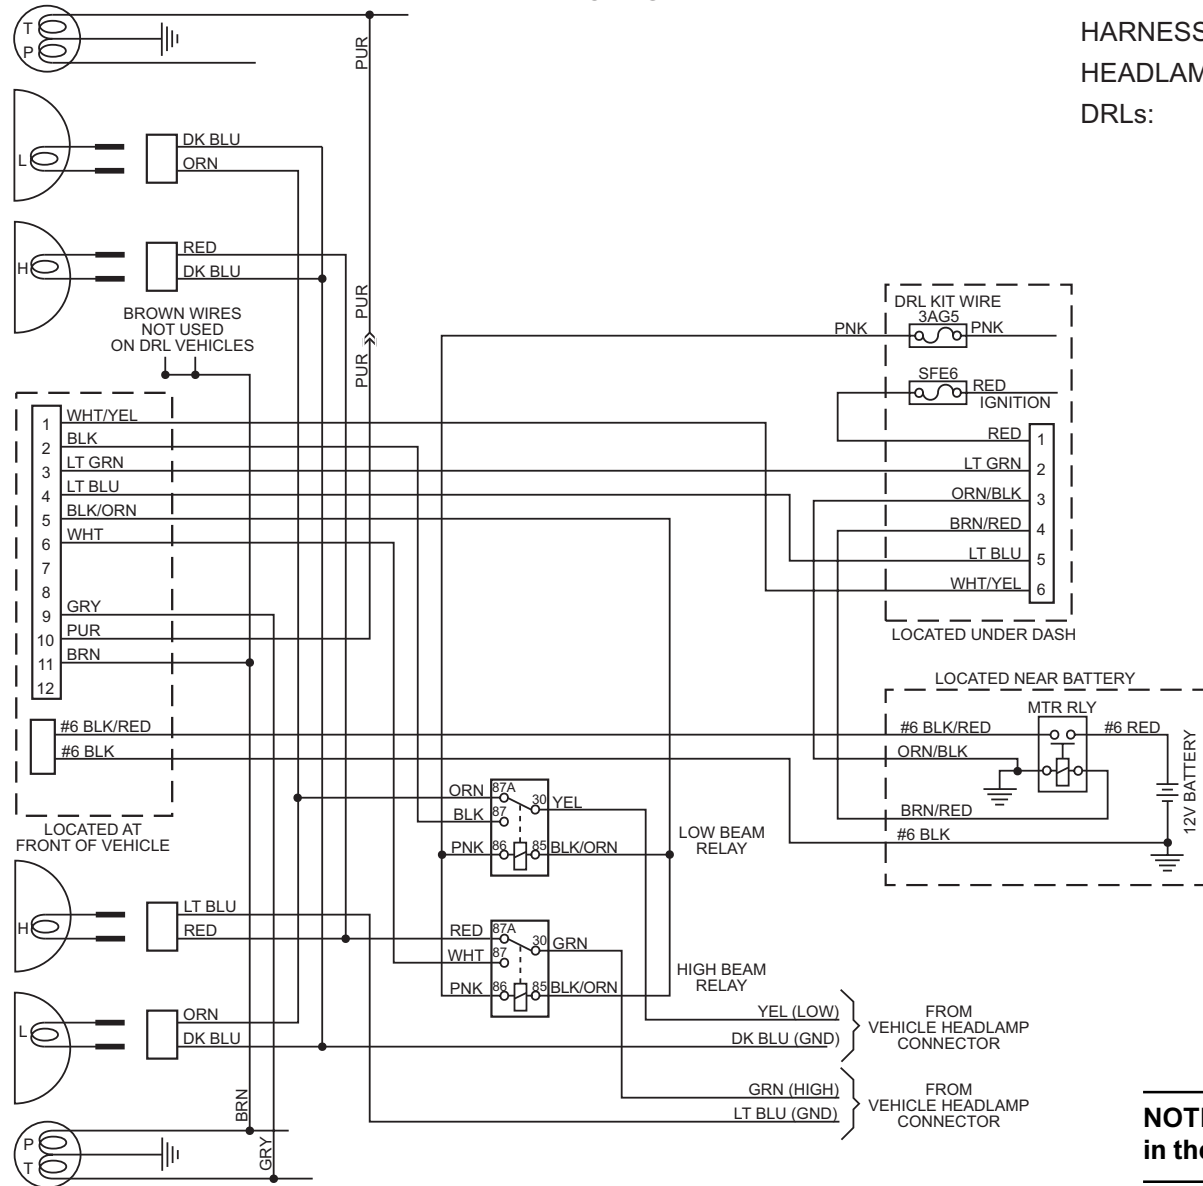 HARNESS
HEADLAM
DRLs:
T
P
PUR
L
DK BLU
ORN
H
RED
DK BLU
BROWN WIRES
NOT USED
ON DRL VEHICLES
PUR
PUR
DRL KIT WIRE
3AG5
PNK
PNK
SFE6
RED
IGNITION
1 WHT/YEL
2 BLK
3 LT GRN
4 LT BLU
5 BLK/ORN
6 WHT
7
8
9 GRY
10 PUR
11 BRN
12
RED 1
LT GRN 2
ORN/BLK 3
BRN/RED 4
LT BLU 5
WHT/YEL 6
LOCATED UNDER DASH
#6 BLK/RED
#6 BLK
LOCATED AT
FRONT OF VEHICLE
LOCATED NEAR BATTERY
MTR RLY
#6 BLK/RED
#6 RED
ORN/BLK
BRN/RED
#6 BLK
12V BATTERY
ORN 87A
30 YEL
BLK 87
PNK 86
85 BLK/ORN
LOW BEAM
RELAY
RED 87A
30 GRN
WHT 87
PNK 86
85 BLK/ORN
HIGH BEAM
RELAY
H
LT BLU
RED
L
ORN
DK BLU
YEL (LOW)
DK BLU (GND)
FROM
VEHICLE HEADLAMP
CONNECTOR
GRN (HIGH)
LT BLU (GND)
FROM
VEHICLE HEADLAMP
CONNECTOR
BRN
GRY
P
T
NOTI
in the